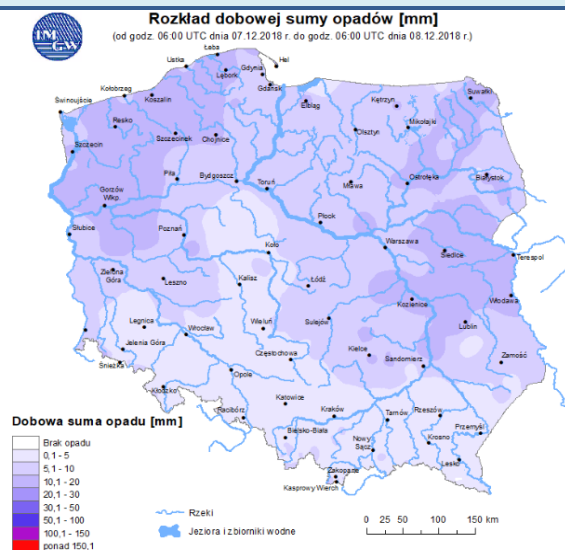 Rozkład dobowej sumy opadów [mm]
(od godz. 06:00 UTC dnia 07.12.2018 r. do godz. 06:00 UTC dnia 08.12.2018 r.)
IMGW
Łeba
Ustka
Lębork
Gdynia
Hel
Gdańsk
Kołobrzeg
Koszalin
Świnoujście
Resko
Szczecin
Szczecinek
Chojnice
Elbląg
Kętrzyn
Suwałki
Olsztyn
Mikołajki
Piła
Bydgoszcz
Toruń
Mława
Ostrołęka
Białystok
Gorzów
Wlkp.
Słubice
Poznań
Płock
Koło
Warszawa
Siedlce
Terespol
Zielona
Góra
Leszno
Kalisz
Łódź
Kozienice
Włodawa
Legnica
Wrocław
Wieluń
Sulejów
Lublin
Jelenia Góra
Śnieżka
Częstochowa
Kielce
Sandomierz
Zamość
Kłodzko
Opole
Racibórz
Katowice
Kraków
Tarnów
Rzeszów
Przemyśl
Bielsko-Biała
Nowy
Sącz
Krosno
Lesko
Zakopane
Kasprowy Wierch
Dobowa suma opadu [mm]
Brak opadu
0,1 - 5
5,1 - 10
10,1 - 20
20,1 - 30
30,1 - 50
50,1 - 100
100,1 - 150
ponad 150,1
Rzeki
Jeziora i zbiorniki wodne
0 25 50 100 150 km